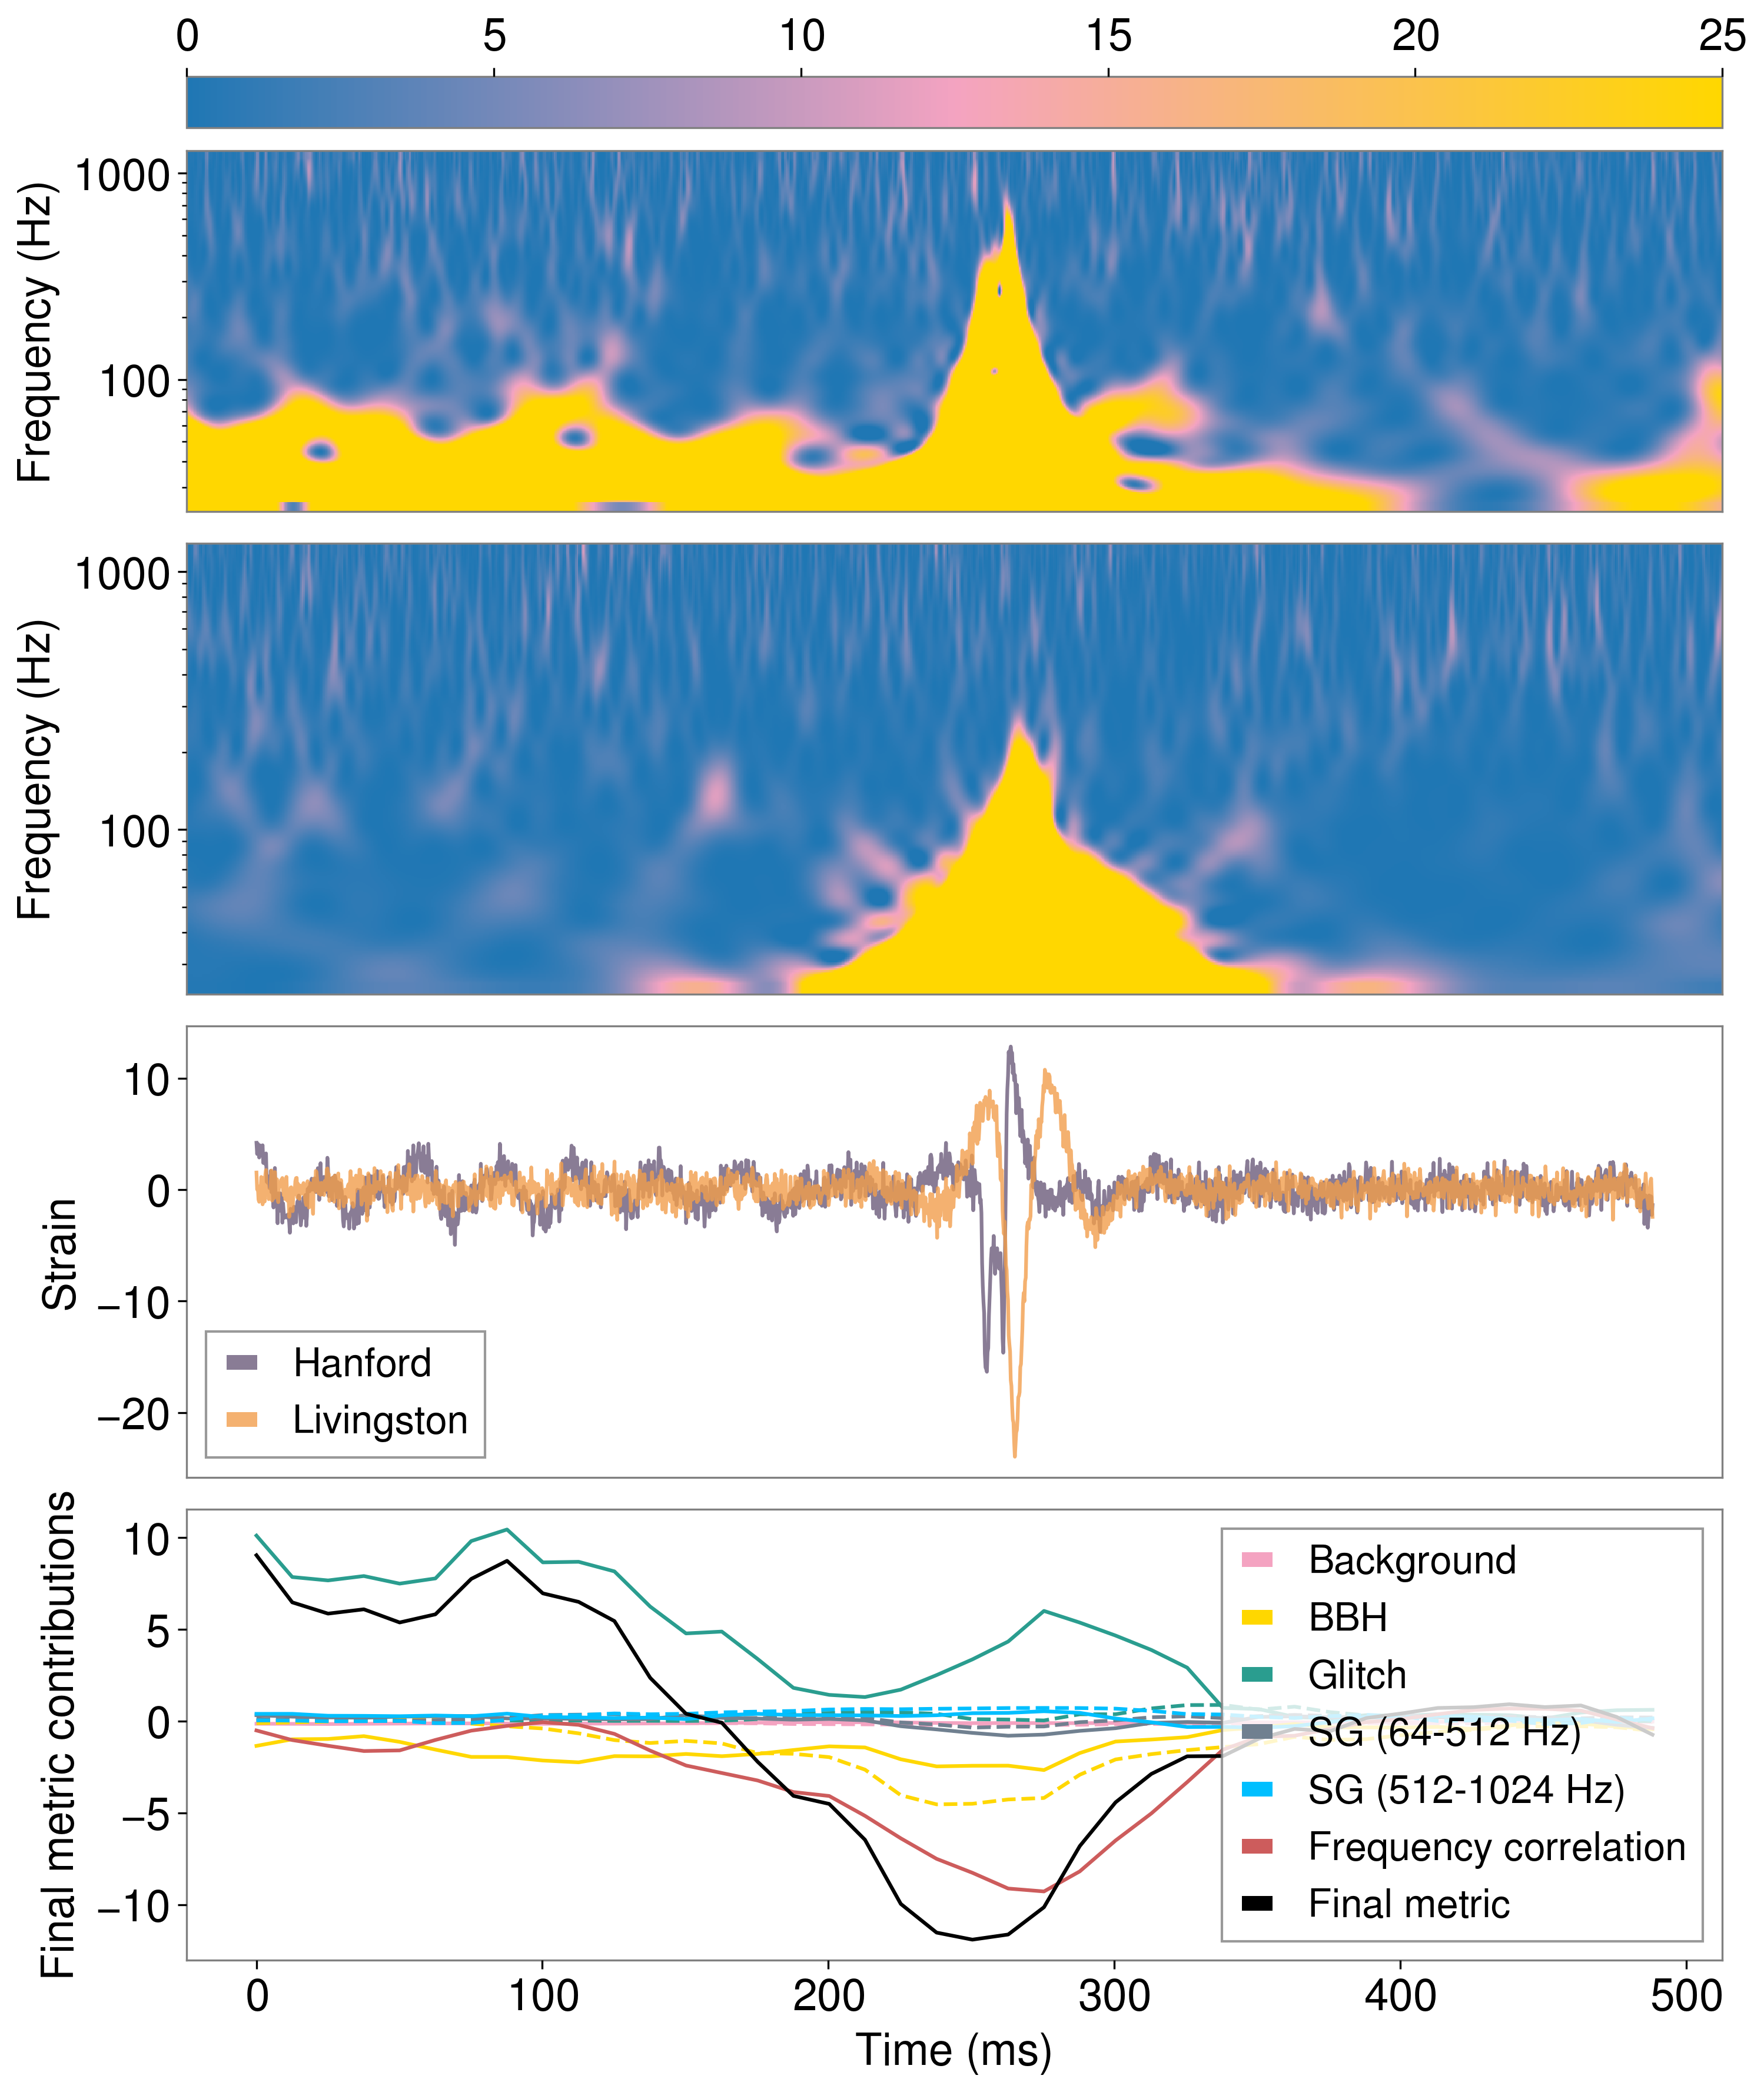 0 5 10 15 20 25
1000
100
Frequency (Hz)
1000
100
Frequency (Hz)
10
0
−10
−20
Strain
Hanford
Livingston
10
5
0
−5
−10
Final metric contributions
Background
BBH
Glitch
SG (64-512 Hz)
SG (512-1024 Hz)
Frequency correlation
Final metric
0 100 200 300 400 500
Time (ms)